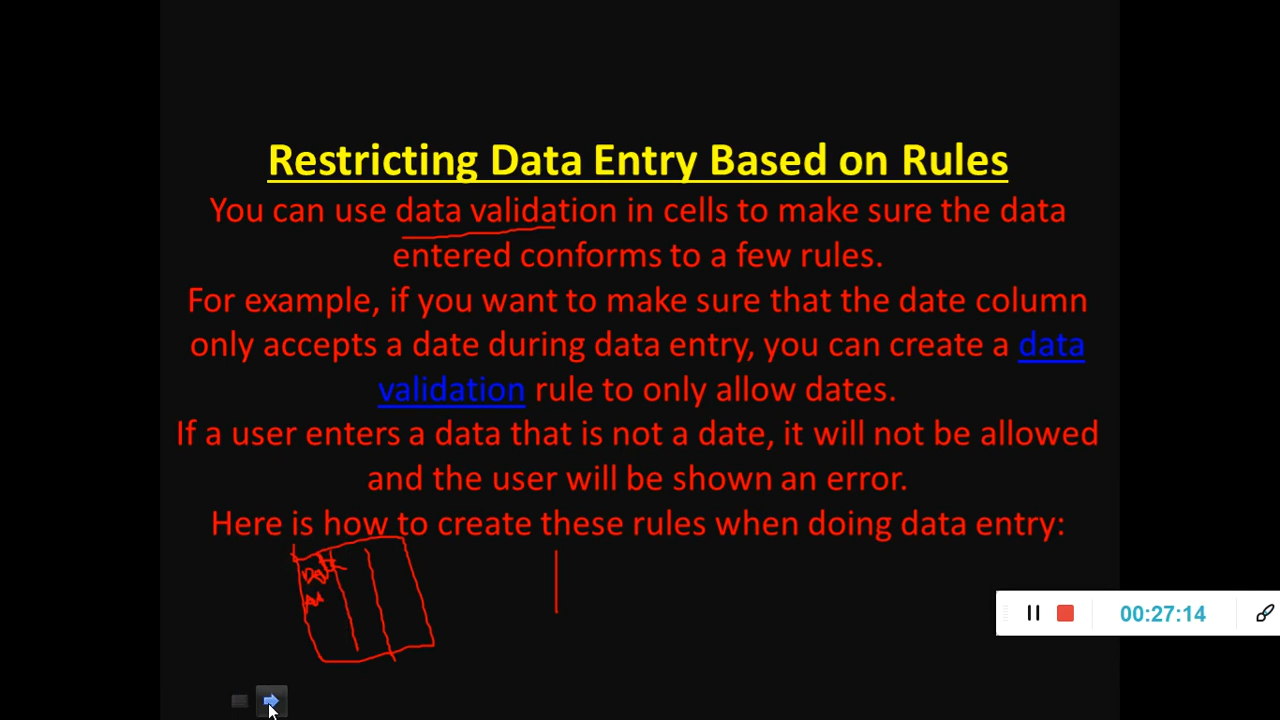 Restricting Data Entry Based on Rules
You can use data validation in cells to make sure the data
entered conforms to a few rules.
For example, if you want to make sure that the date column
only accepts a date during data entry, you can create a data
validation rule to only allow dates.
If a user enters a data that is not a date, it will not be allowed
and the user will be shown an error.
Here is how to create these rules when doing data entry:
00:27:14